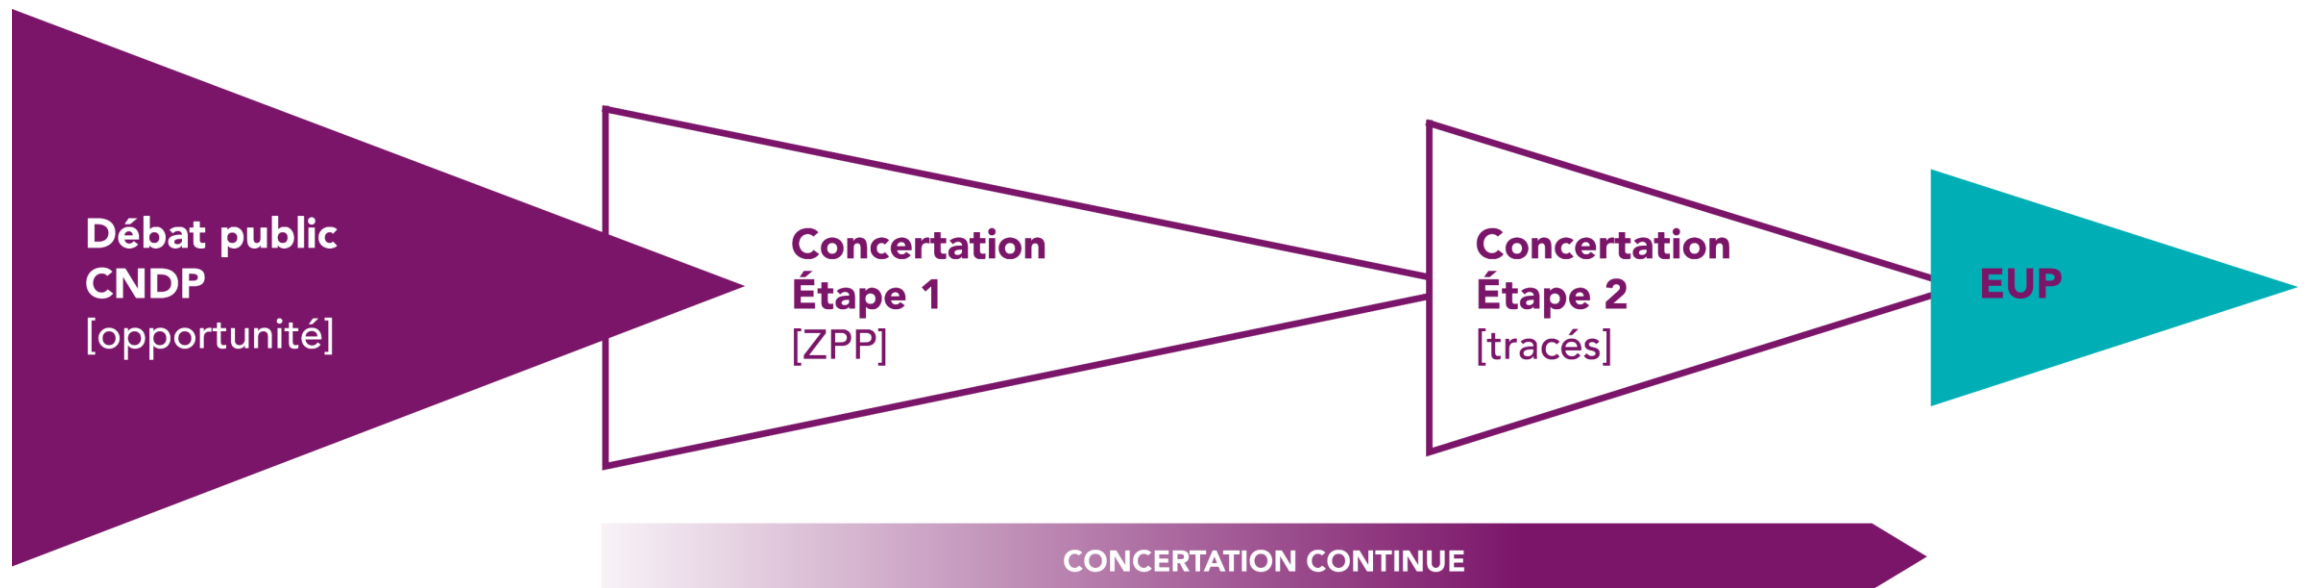 Débat public
CNDP
[opportunité]
Concertation
Étape 1
[ZPP]
Concertation
Étape 2
[tracés]
EUP
CONCERTATION CONTINUE